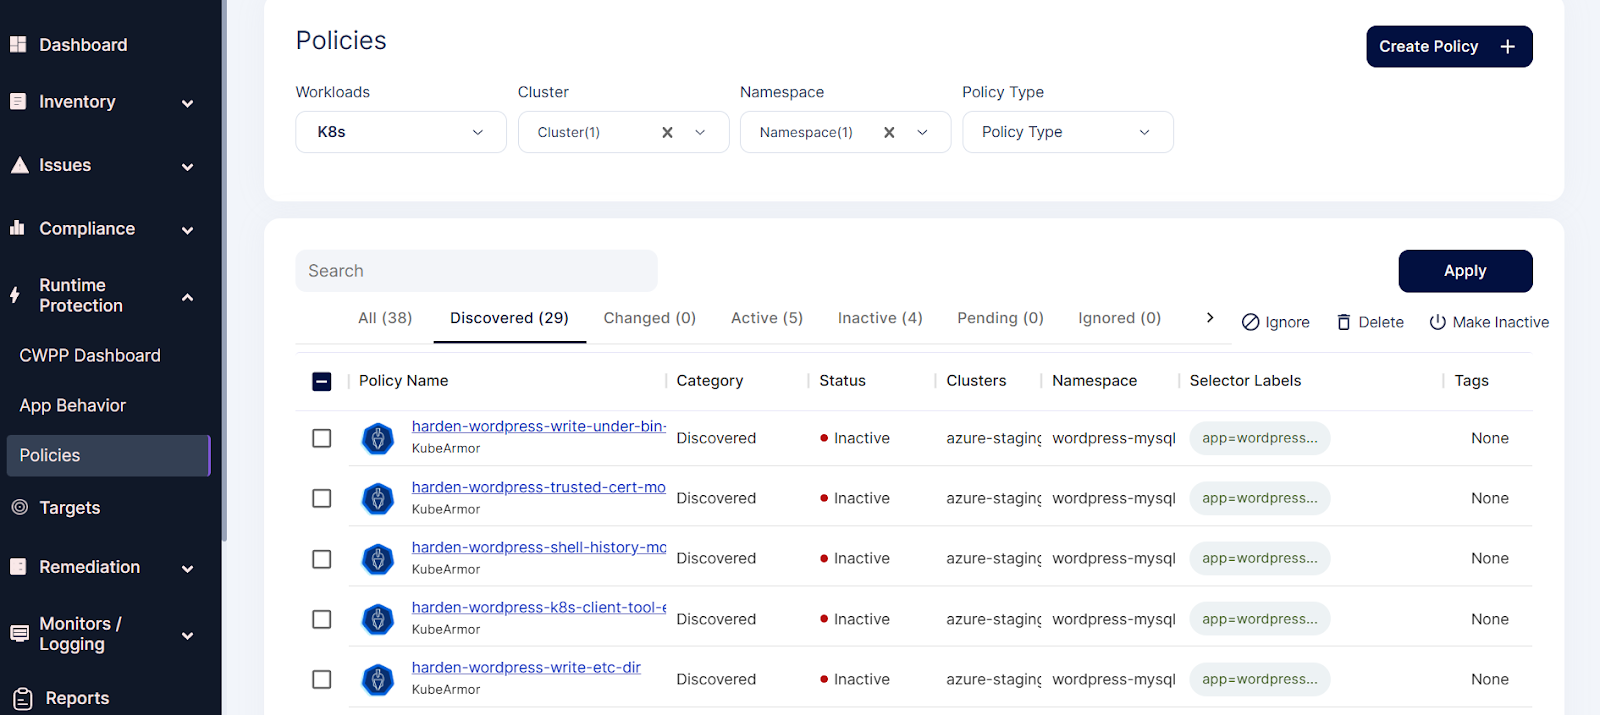 Dashboard
Inventory
Issues
Compliance
Runtime
Protection
CWPP Dashboard
App Behavior
Policies
Targets
Remediation
Monitors /
Logging
Reports
Policies
Create Policy +
Workloads Cluster Namespace Policy Type
K8s Cluster(1) Namespace(1) Policy Type
Search
Apply
All (38) Discovered (29) Changed (0) Active (5) Inactive (4) Pending (0) Ignored (0) Ignore Delete Make Inactive
Policy Name Category Status Clusters Namespace Selector Labels Tags
harden-wordpress-write-under-bin-
KubeArmor
Discovered Inactive azure-staging wordpress-mysql app=wordpress... None
harden-wordpress-trusted-cert-mo
KubeArmor
Discovered Inactive azure-staging wordpress-mysql app=wordpress... None
harden-wordpress-shell-history-mo
KubeArmor
Discovered Inactive azure-staging wordpress-mysql app=wordpress... None
harden-wordpress-k8s-client-tool-e
KubeArmor
Discovered Inactive azure-staging wordpress-mysql app=wordpress... None
harden-wordpress-write-etc-dir
KubeArmor
Discovered Inactive azure-staging wordpress-mysql app=wordpress... None